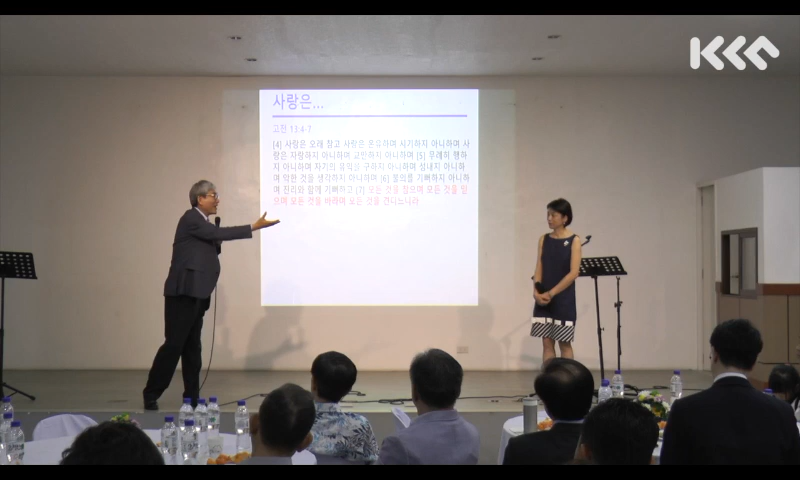 KCC
사랑은...
고전 13:4-7
[4] 사랑은 오래 참고 사랑은 온유하며 시기하지 아니하며 사
랑은 자랑하지 아니하며 교만하지 아니하며 [5] 무례히 행하
지 아니하며 자기의 유익을 구하지 아니하며 성내지 아니하
며 악한 것을 생각하지 아니하며 [6] 불의를 기뻐하지 아니하
며 진리와 함께 기뻐하고 [7] 모든 것을 참으며 모든 것을 믿
으며 모든 것을 바라며 모든 것을 견디느니라